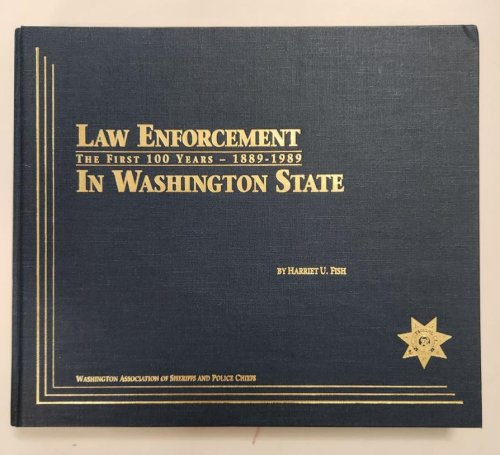 LAW ENFORCEMENT
THE FIRST 100 YEARS – 1889-1989
IN WASHINGTON STATE
BY HARRIET U. FISH
WASHINGTON ASSOCIATION OF SHERIFFS AND POLICE CHIEFS